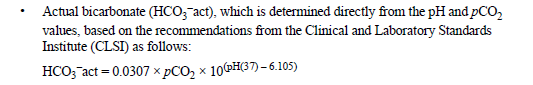 • Actual bicarbonate (HCO₃⁻act), which is determined directly from the pH and pCO₂
values, based on the recommendations from the Clinical and Laboratory Standards
Institute (CLSI) as follows:
HCO₃⁻act = 0.0307 × pCO₂ × 10^(pH(37) – 6.105)